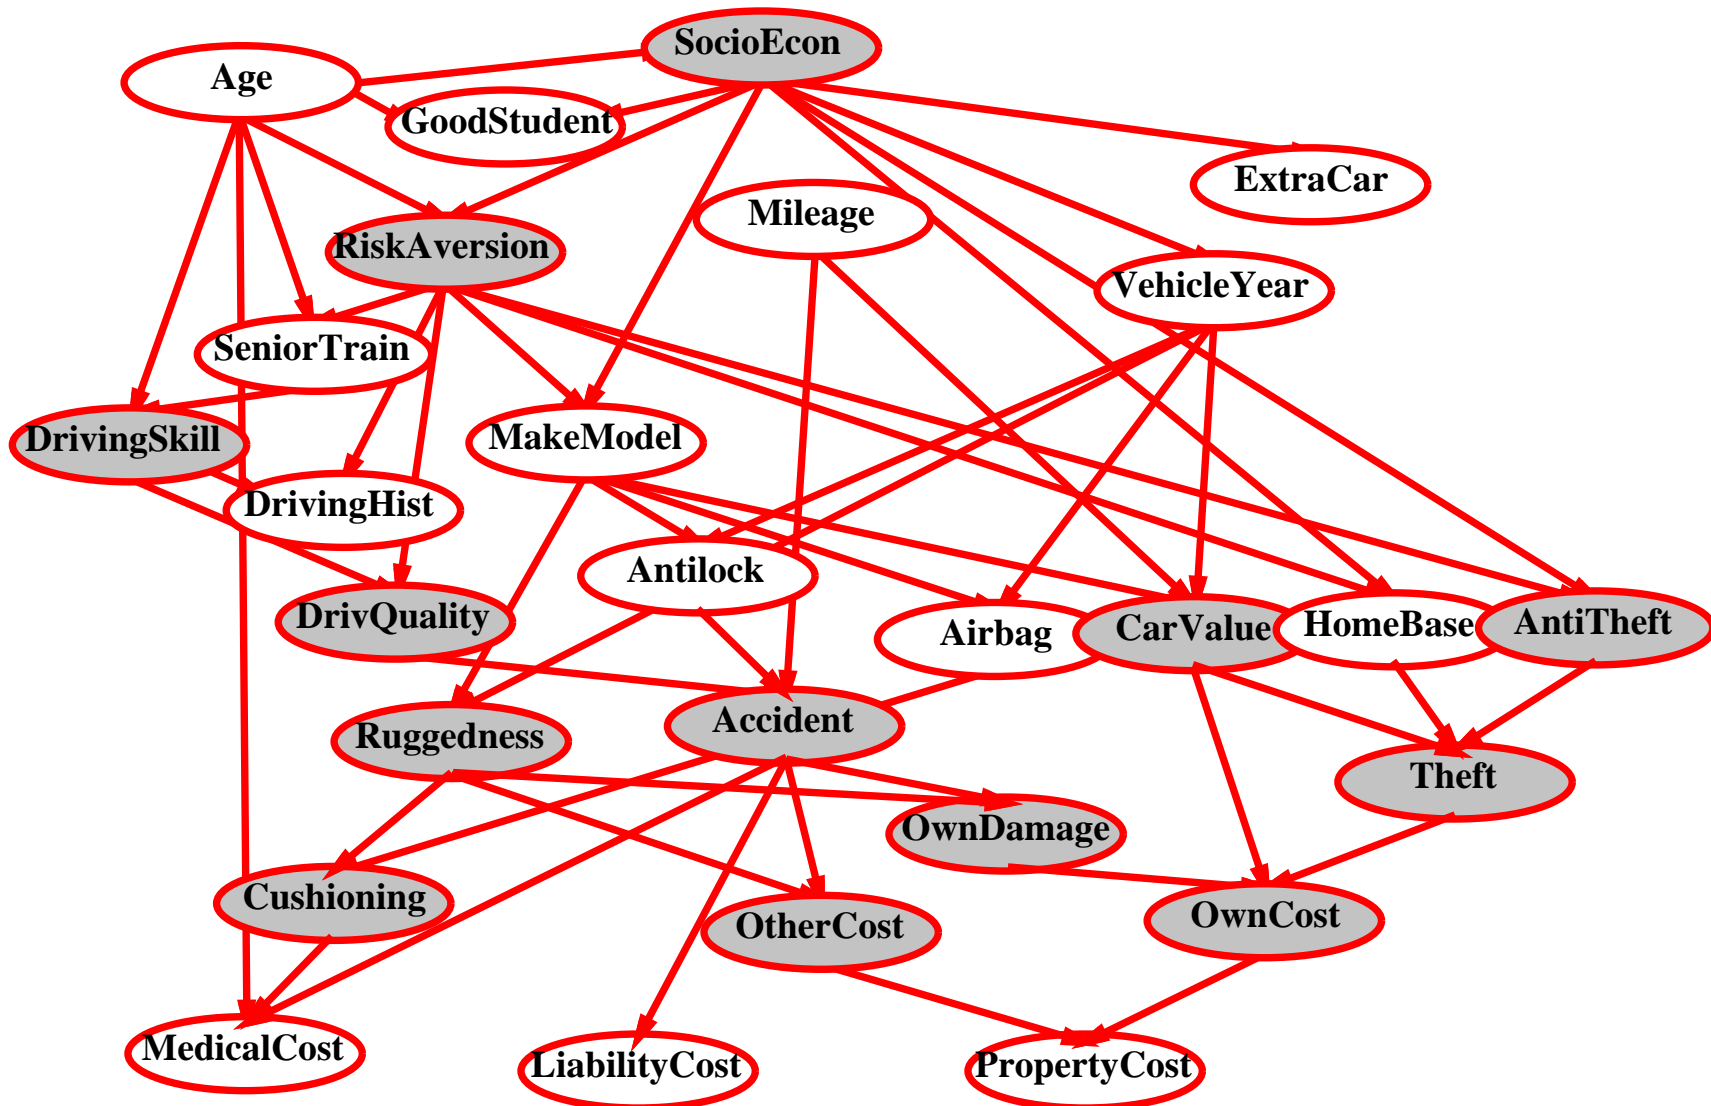 SocioEcon
Age
GoodStudent
ExtraCar
Mileage
RiskAversion
VehicleYear
SeniorTrain
DrivingSkill
MakeModel
DrivingHist
Antilock
DrivQuality
Airbag
CarValue
HomeBase
AntiTheft
Ruggedness
Accident
Theft
OwnDamage
Cushioning
OtherCost
OwnCost
MedicalCost
LiabilityCost
PropertyCost